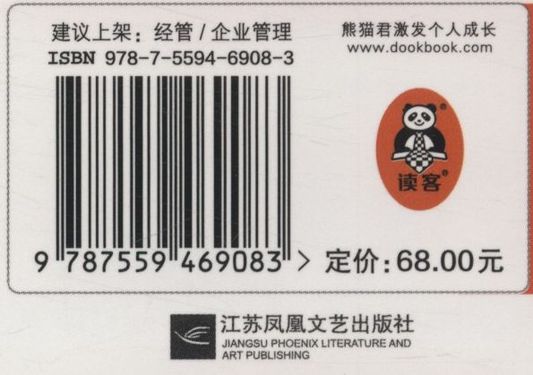 建议上架：经管/企业管理
ISBN 978-7-5594-6908-3
熊猫君激发个人成长
www.dookbook.com
读客®
9 787559 469083 >
定价：68.00元
江苏凤凰文艺出版社
JIANGSU PHOENIX LITERATURE AND
ART PUBLISHING